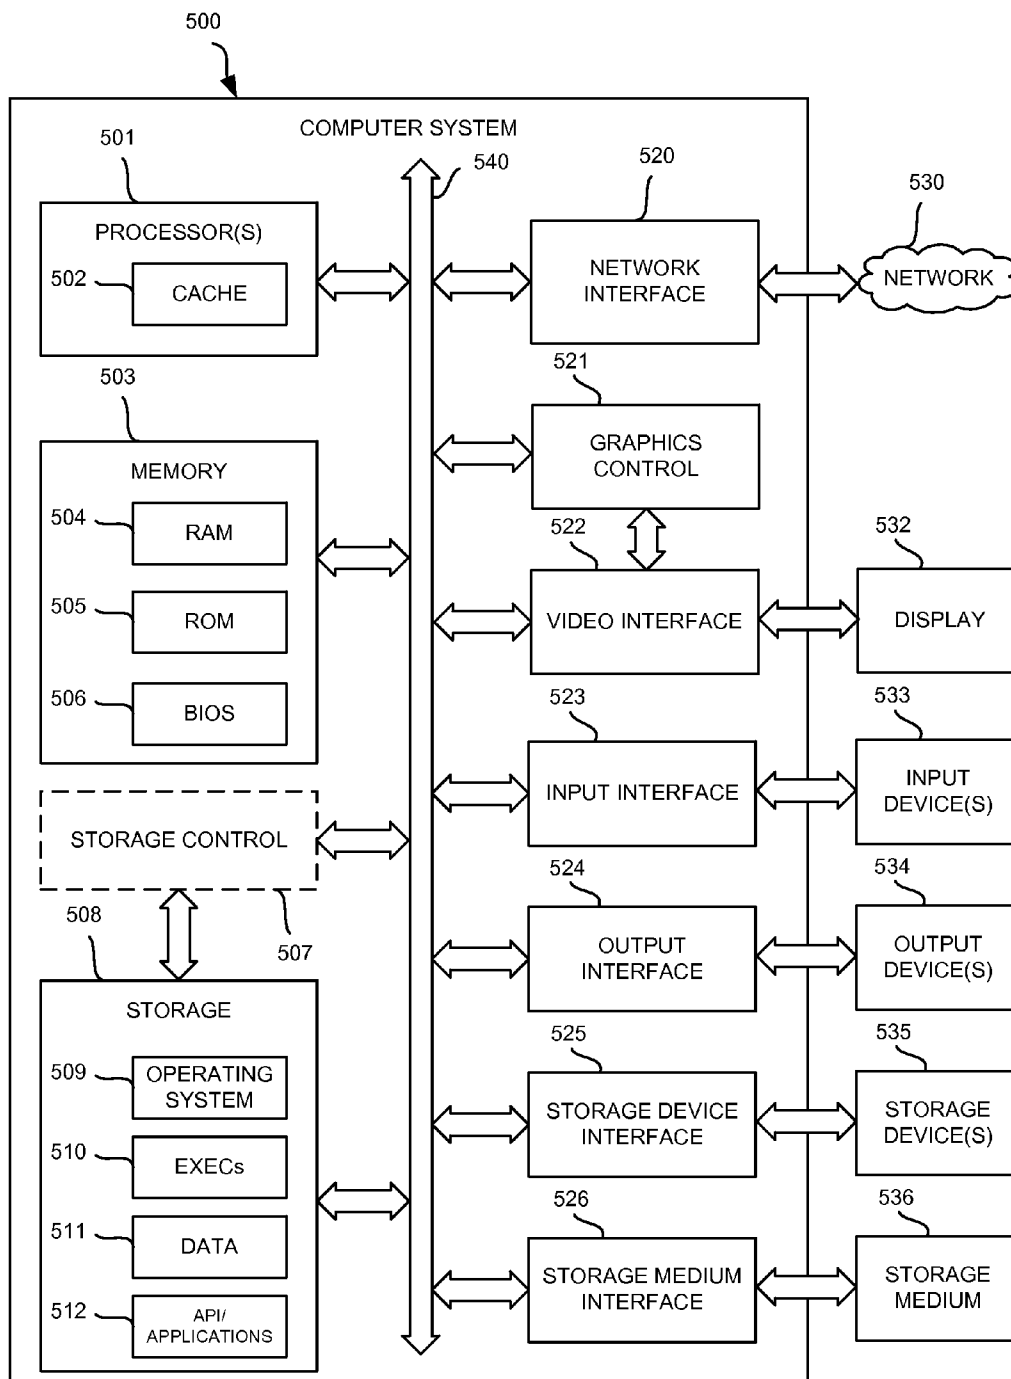 500
COMPUTER SYSTEM
501
540
520
530
PROCESSOR(S)
502
CACHE
NETWORK
INTERFACE
NETWORK
503
521
MEMORY
GRAPHICS
CONTROL
504
RAM
522
532
505
ROM
VIDEO INTERFACE
DISPLAY
506
BIOS
523
533
INPUT INTERFACE
INPUT
DEVICE(S)
STORAGE CONTROL
507
524
534
508
OUTPUT
INTERFACE
OUTPUT
DEVICE(S)
STORAGE
509
OPERATING
SYSTEM
525
535
510
EXECs
STORAGE DEVICE
INTERFACE
STORAGE
DEVICE(S)
511
DATA
526
536
512
API/
APPLICATIONS
STORAGE MEDIUM
INTERFACE
STORAGE
MEDIUM